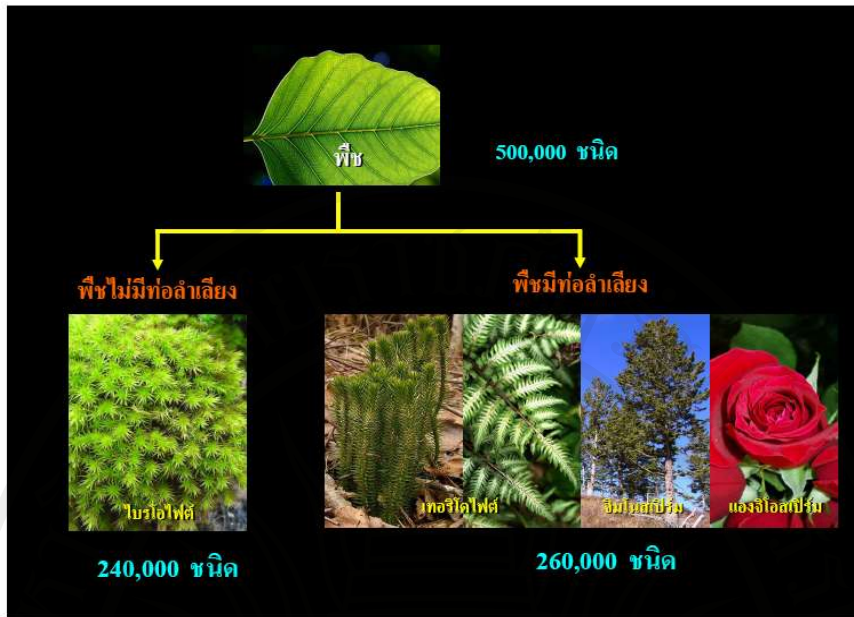 พืช
500,000 ชนิด
พืชไม่มีท่อลำเลียง
พืชมีท่อลำเลียง
ไบรโอไฟต์
เทอริโดไฟต์
จิมโนสเปิร์ม
แองจิโอสเปิร์ม
240,000 ชนิด
260,000 ชนิด